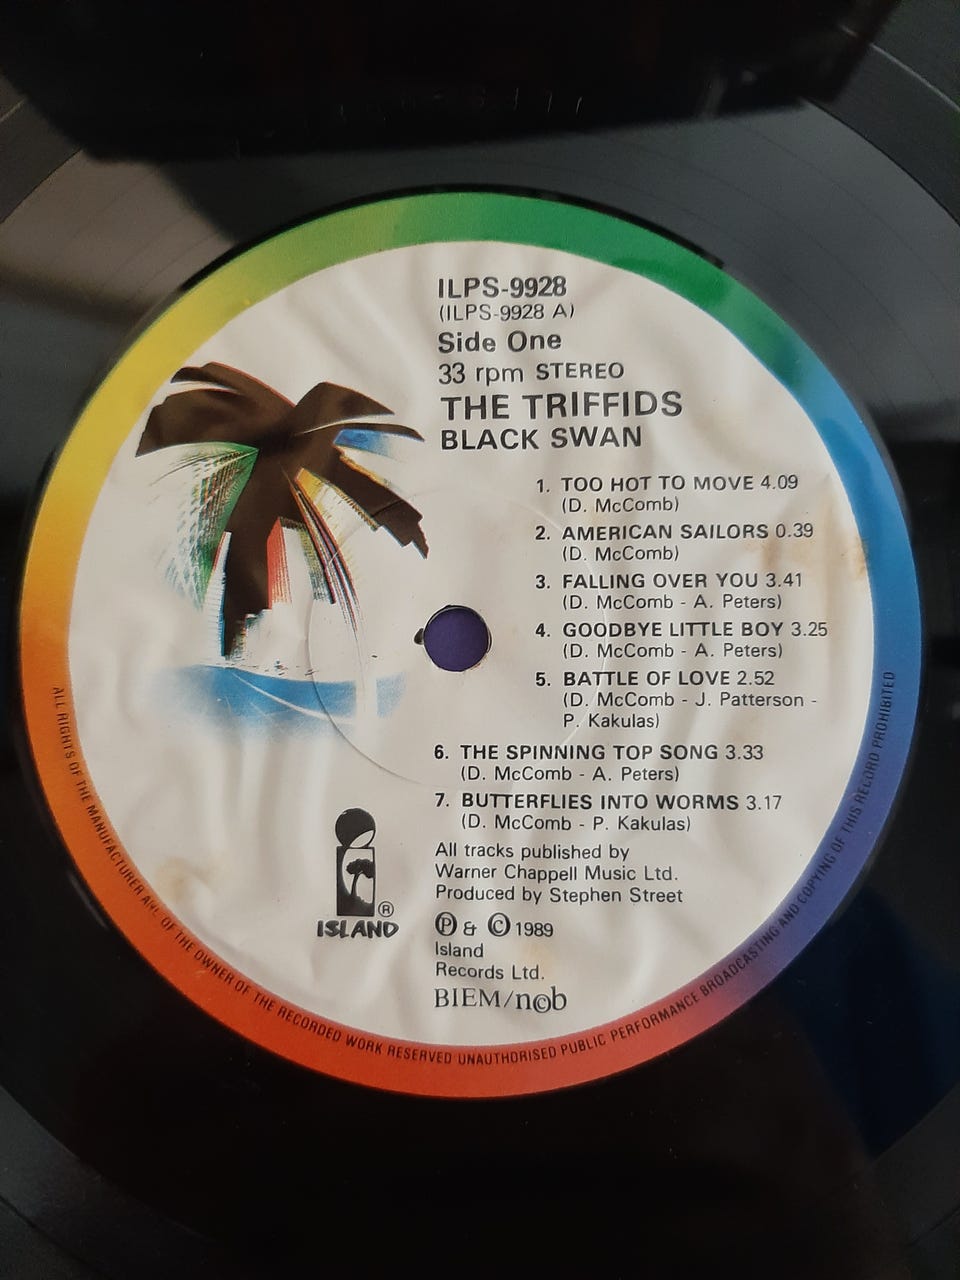 ILPS-9928
(ILPS-9928 A)
Side One
33 rpm STEREO
THE TRIFFIDS
BLACK SWAN
1. TOO HOT TO MOVE 4.09
(D. McComb)
2. AMERICAN SAILORS 0.39
(D. McComb)
3. FALLING OVER YOU 3.41
(D. McComb - A. Peters)
4. GOODBYE LITTLE BOY 3.25
(D. McComb - A. Peters)
5. BATTLE OF LOVE 2.52
(D. McComb - J. Patterson -
P. Kakulas)
6. THE SPINNING TOP SONG 3.33
(D. McComb - A. Peters)
7. BUTTERFLIES INTO WORMS 3.17
(D. McComb - P. Kakulas)
All tracks published by
Warner Chappell Music Ltd.
Produced by Stephen Street
℗ & © 1989
Island
Records Ltd.
BIEM/ncb
ISLAND ®
ALL RIGHTS OF THE MANUFACTURER AND OF THE OWNER OF THE RECORDED WORK RESERVED UNAUTHORISED PUBLIC PERFORMANCE BROADCASTING AND COPYING OF THIS RECORD PROHIBITED